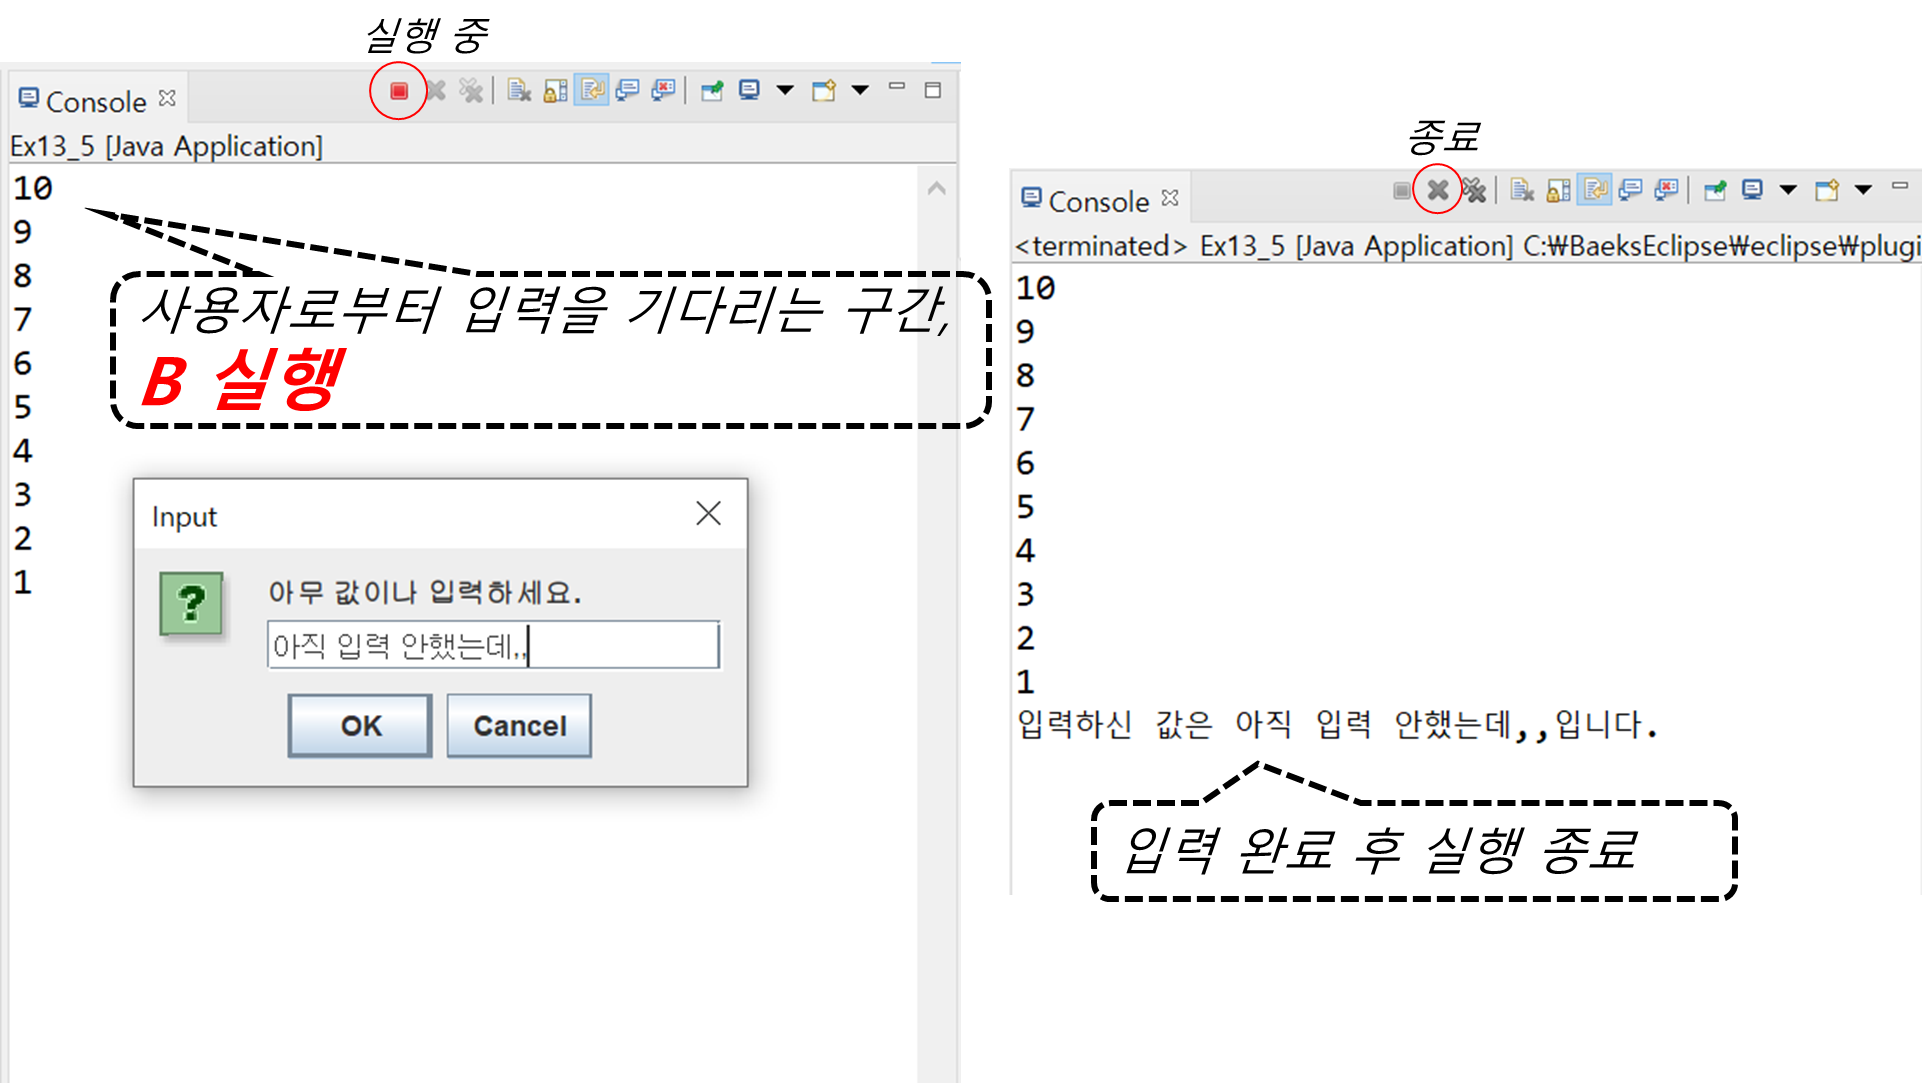 실행 중
Console
Ex13_5 [Java Application]
10
9
8
7
6
5
4
3
2
1
사용자로부터 입력을 기다리는 구간,
B 실행
Input
?
아무 값이나 입력하세요.
아직 입력 안했는데,,
OK
Cancel
종료
Console
<terminated> Ex13_5 [Java Application] C:₩BaeksEclipse₩eclipse₩plugi
10
9
8
7
6
5
4
3
2
1
입력하신 값은 아직 입력 안했는데,,입니다.
입력 완료 후 실행 종료